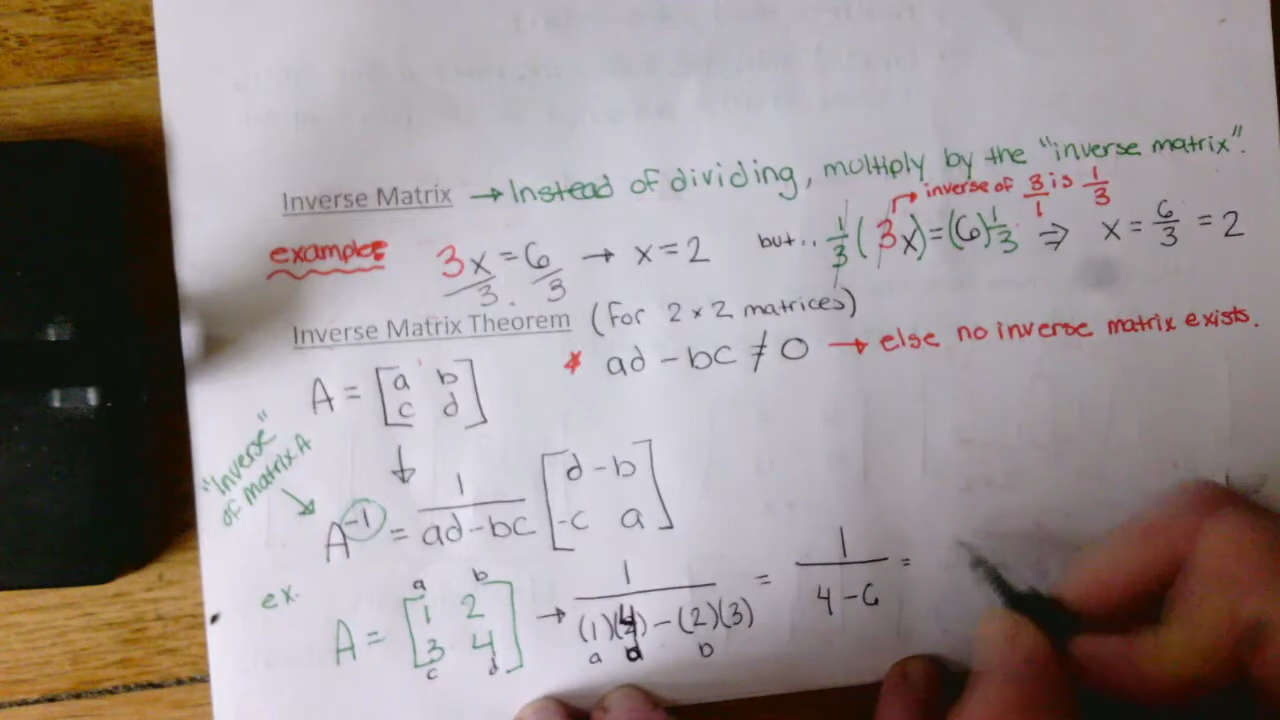 Inverse Matrix → Instead of dividing, multiply by the "inverse matrix".
inverse of 3/1 is 1/3
example: 3x/3 = 6/3 → x = 2 but.. 1/3 (3x) = (6) 1/3 ⇒ x = 6/3 = 2
Inverse Matrix Theorem (for 2 × 2 matrices)
* ad - bc ≠ 0 → else no inverse matrix exists.
A = [a b
c d]
↓
"Inverse" of matrix A
A^-1 = 1/(ad - bc) [d -b
-c a]
ex. A = [1 2
3 4] → 1/((1)(4) - (2)(3)) = 1/(4 - 6) =
a b
c d
a d b